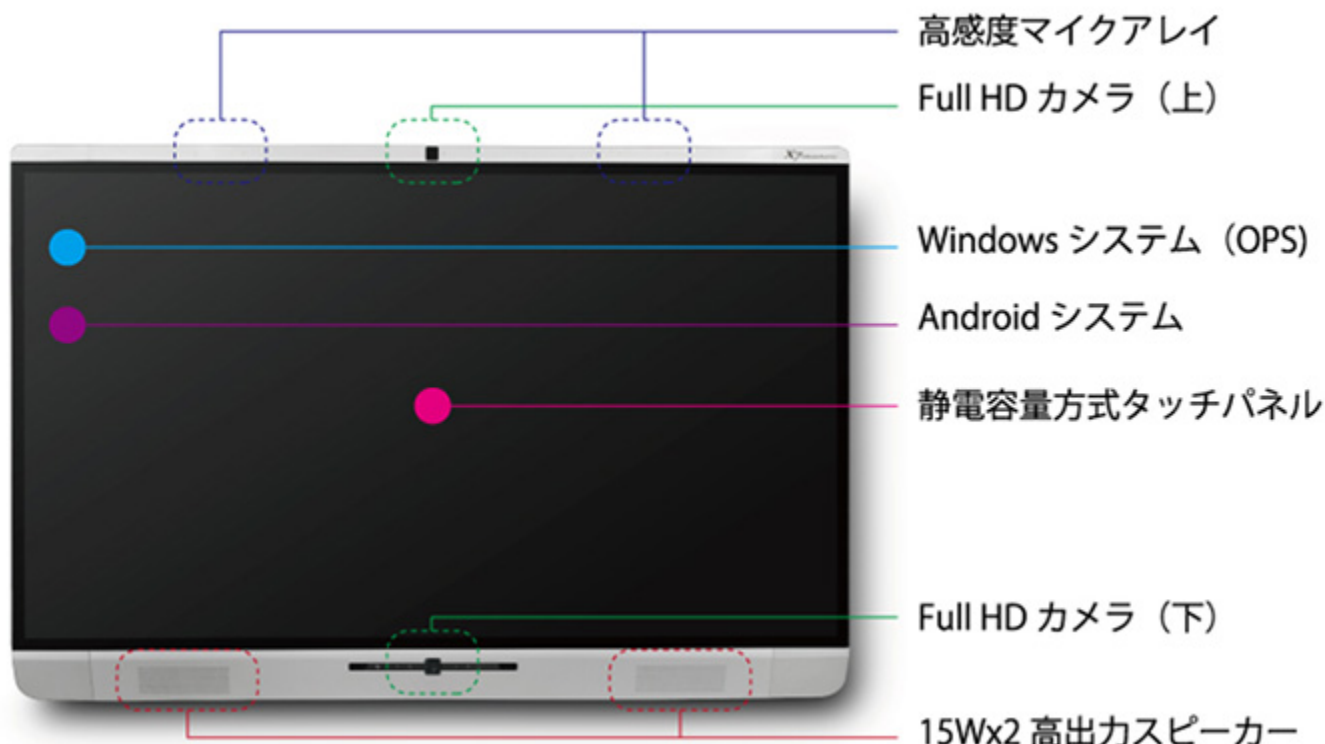 高感度マイクアレイ
Full HD カメラ（上）
Windows システム（OPS)
Android システム
静電容量方式タッチパネル
Full HD カメラ（下）
15Wx2 高出力スピーカー